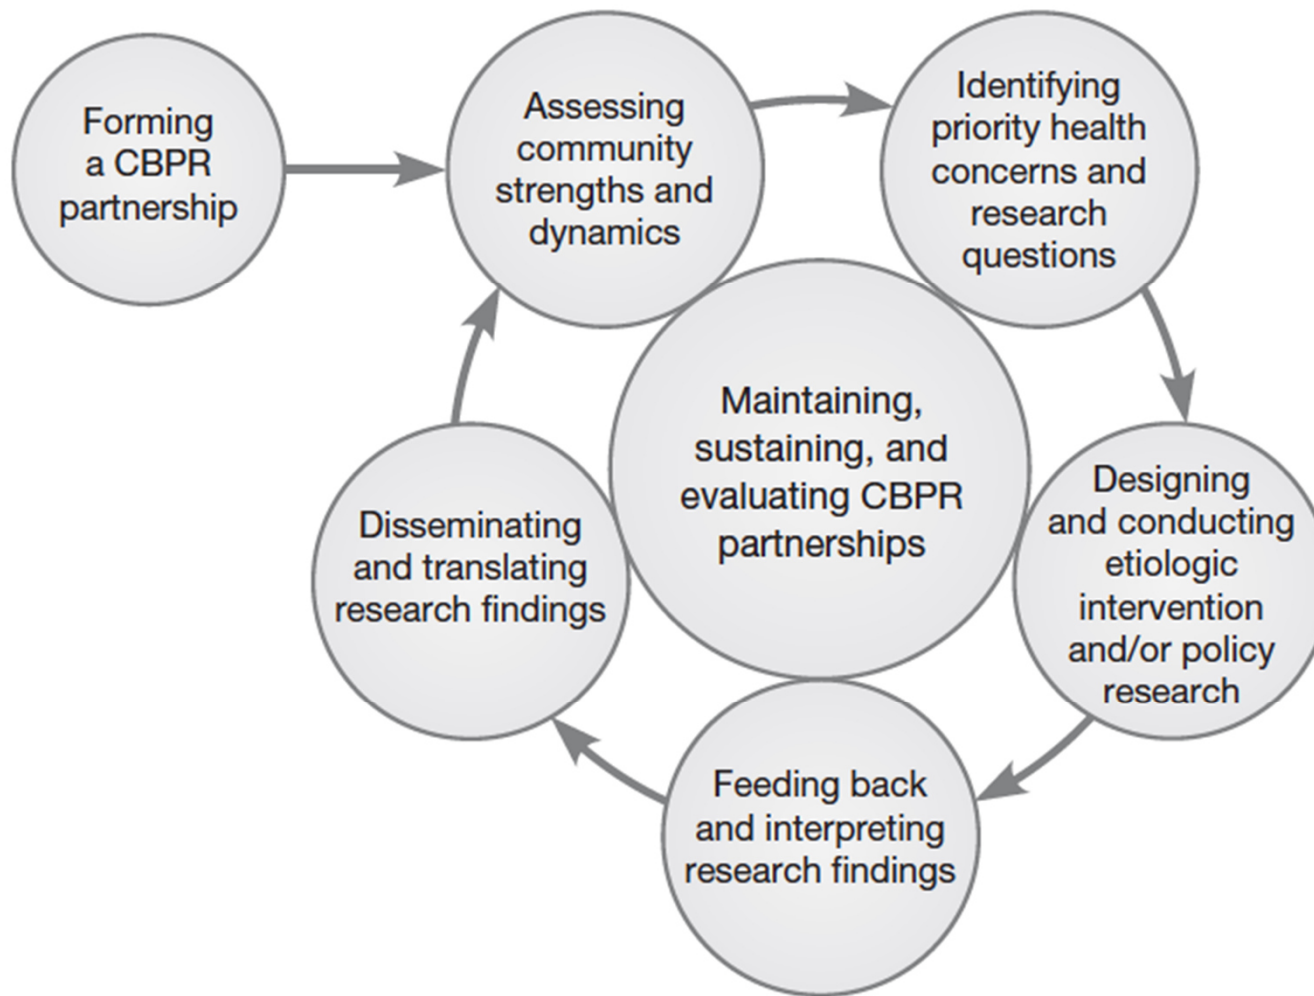 Forming
a CBPR
partnership
Assessing
community
strengths and
dynamics
Identifying
priority health
concerns and
research
questions
Maintaining,
sustaining, and
evaluating CBPR
partnerships
Designing
and conducting
etiologic
intervention
and/or policy
research
Feeding back
and interpreting
research findings
Disseminating
and translating
research findings